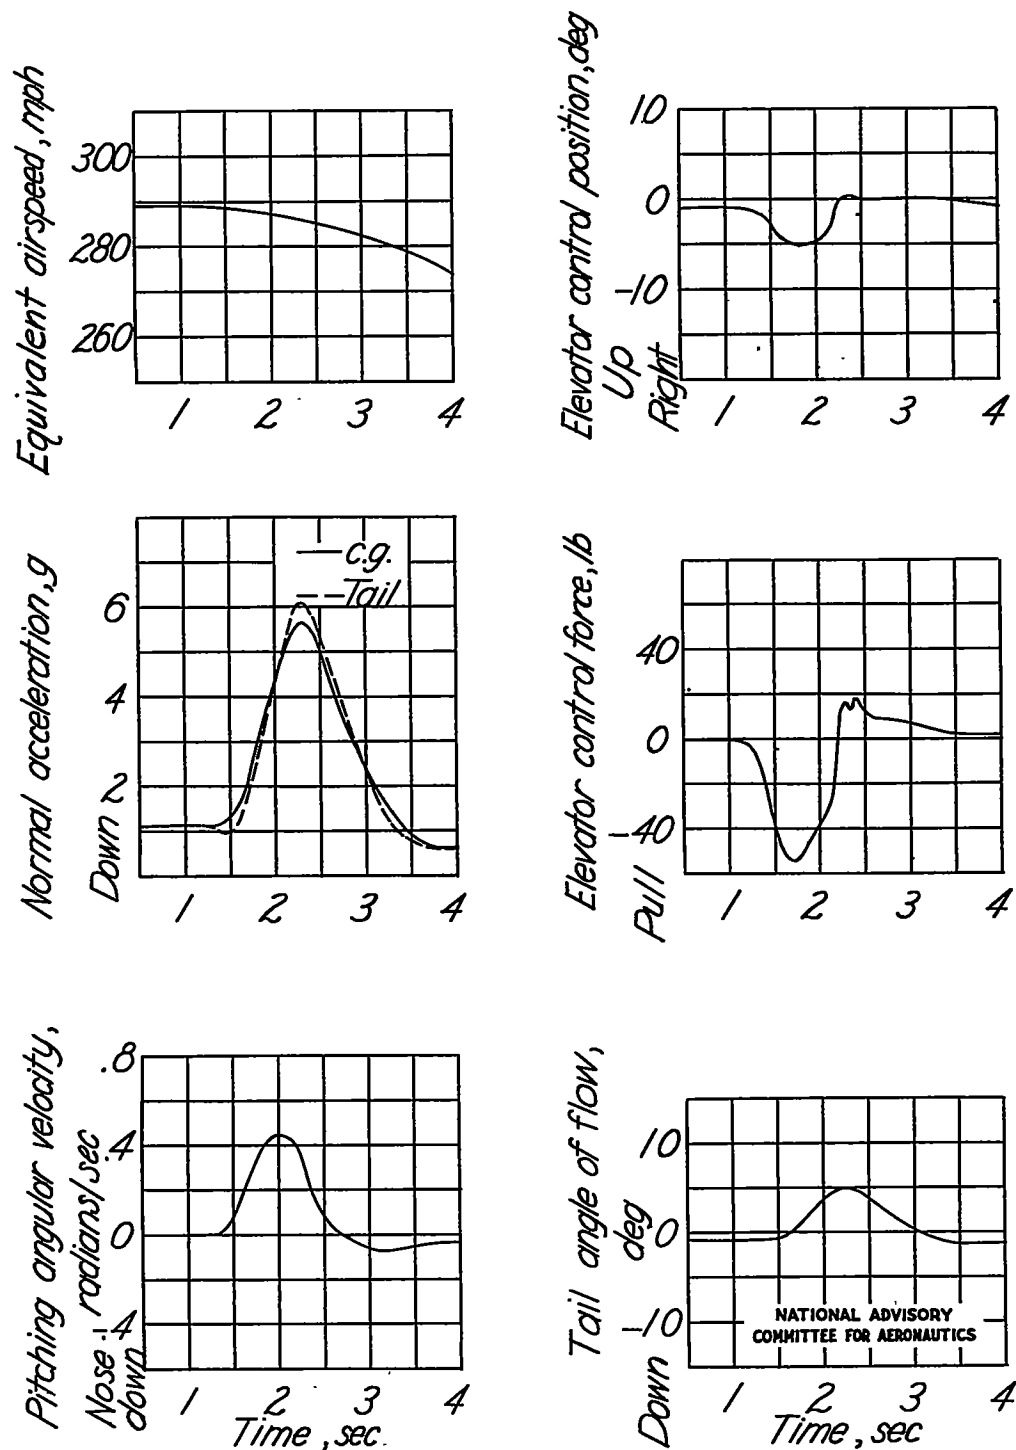 Equivalent airspeed, mph
300
280
260
1 2 3 4
Elevator control position, deg
Up
Right
10
0
-10
1 2 3 4
Normal acceleration, g
Down
6
4
2
c.g.
Tail
1 2 3 4
Elevator control force, lb
Pull
40
0
-40
1 2 3 4
Pitching angular velocity,
radians/sec
Nose
down
.8
.4
0
-.4
1 2 3 4
Time, sec.
Tail angle of flow,
deg
Down
10
0
-10
NATIONAL ADVISORY
COMMITTEE FOR AERONAUTICS
1 2 3 4
Time, sec